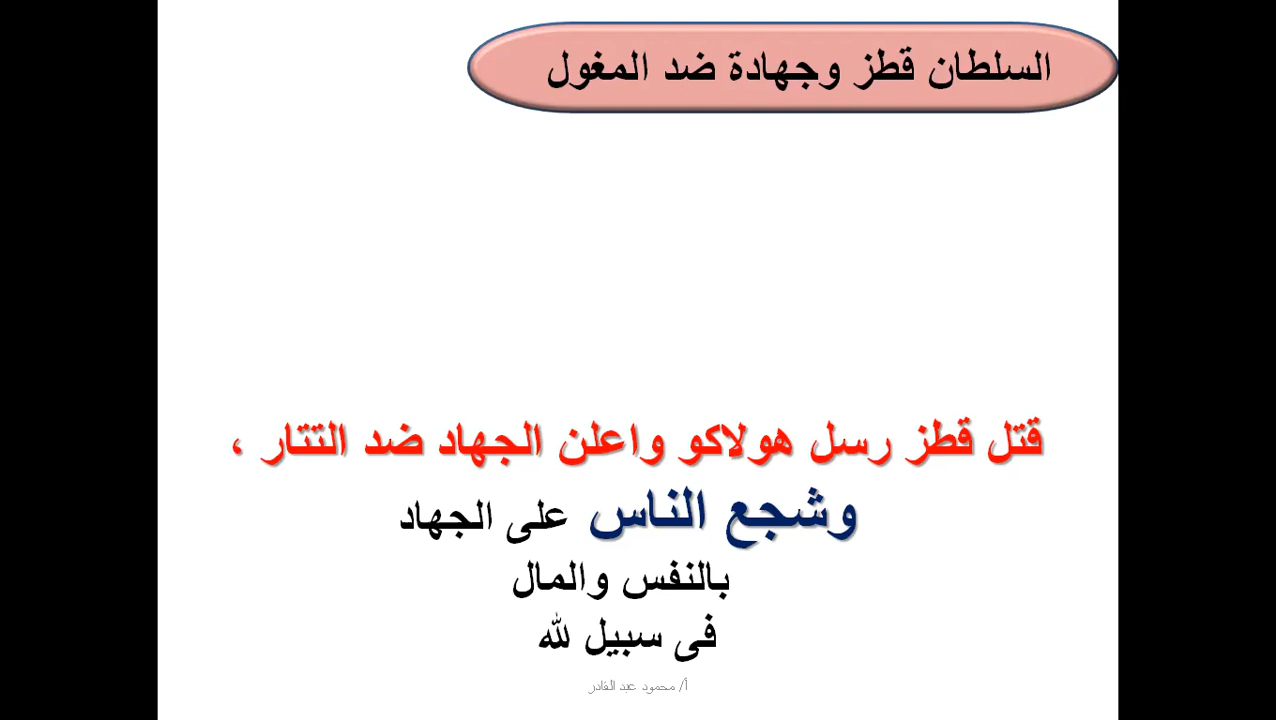 السلطان قطز وجهادة ضد المغول
قتل قطز رسل هولاكو واعلن الجهاد ضد التتار ،
وشجع الناس على الجهاد
بالنفس والمال
فى سبيل لله
أ/ محمود عبد القادر